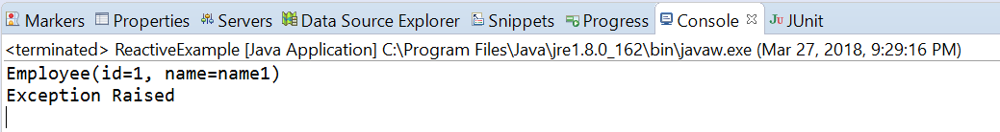 Markers Properties Servers Data Source Explorer Snippets Progress Console JUnit
<terminated> ReactiveExample [Java Application] C:\Program Files\Java\jre1.8.0_162\bin\javaw.exe (Mar 27, 2018, 9:29:16 PM)
Employee(id=1, name=name1)
Exception Raised